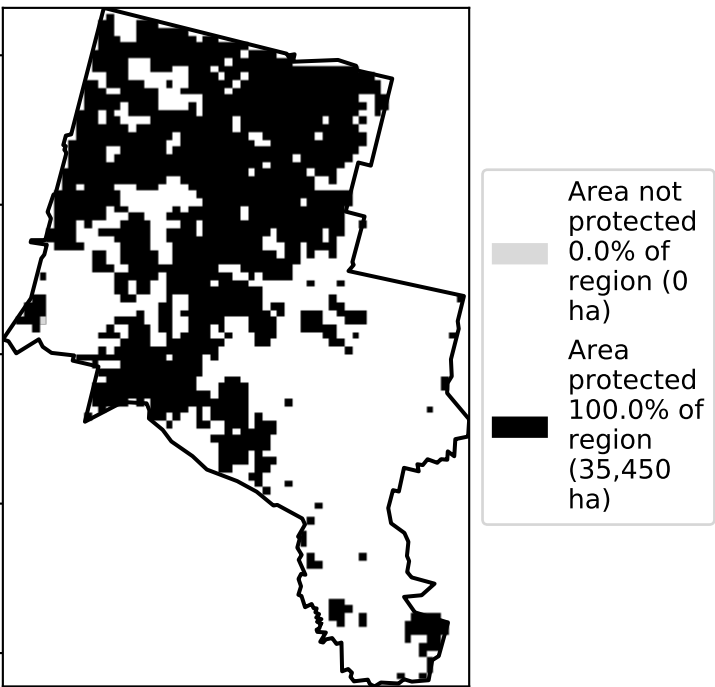 Area not
protected
0.0% of
region (0
ha)
Area
protected
100.0% of
region
(35,450
ha)